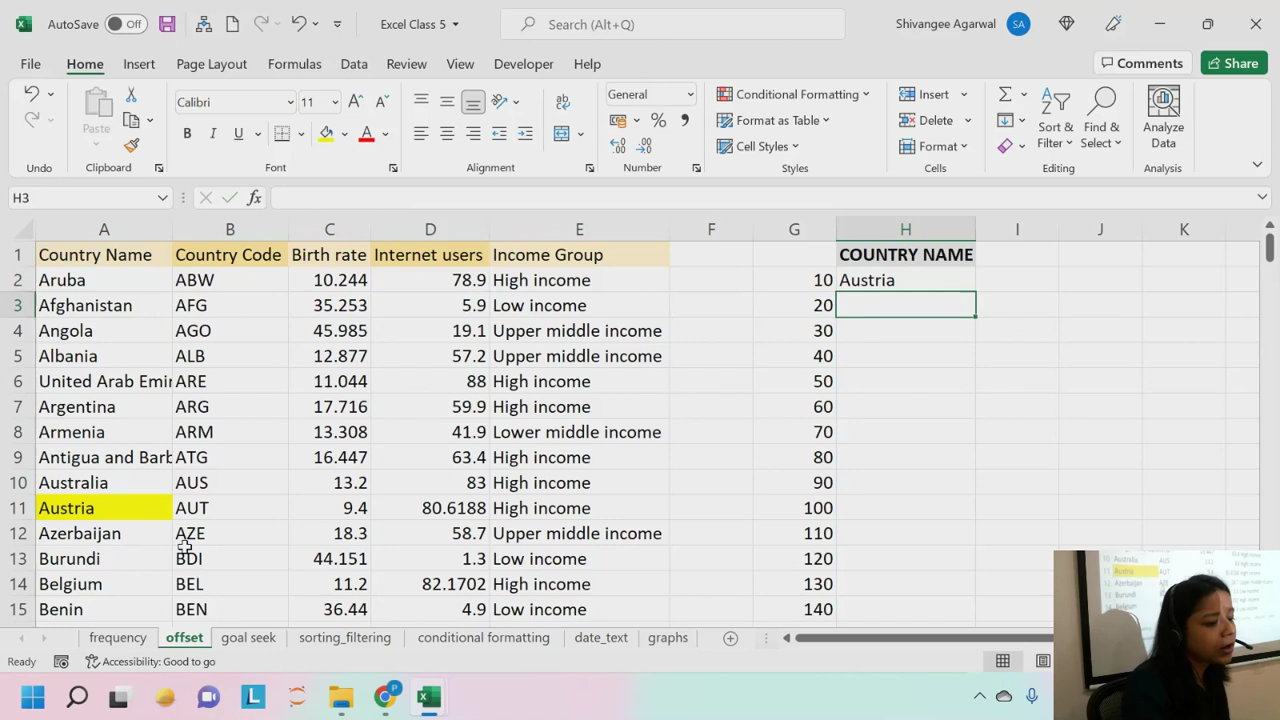 AutoSave Off Excel Class 5 Search (Alt+Q) Shivangee Agarwal SA
File Home Insert Page Layout Formulas Data Review View Developer Help Comments Share
Calibri 11 General Conditional Formatting Insert
Paste B I U Format as Table Delete Sort & Filter Find & Select Analyze Data
Cell Styles Format
Undo Clipboard Font Alignment Number Styles Cells Editing Analysis
H3 fx
A B C D E F G H I J K
1 Country Name Country Code Birth rate Internet users Income Group COUNTRY NAME
2 Aruba ABW 10.244 78.9 High income 10 Austria
3 Afghanistan AFG 35.253 5.9 Low income 20
4 Angola AGO 45.985 19.1 Upper middle income 30
5 Albania ALB 12.877 57.2 Upper middle income 40
6 United Arab Emir ARE 11.044 88 High income 50
7 Argentina ARG 17.716 59.9 High income 60
8 Armenia ARM 13.308 41.9 Lower middle income 70
9 Antigua and Barb ATG 16.447 63.4 High income 80
10 Australia AUS 13.2 83 High income 90
11 Austria AUT 9.4 80.6188 High income 100
12 Azerbaijan AZE 18.3 58.7 Upper middle income 110
13 Burundi BDI 44.151 1.3 Low income 120
14 Belgium BEL 11.2 82.1702 High income 130
15 Benin BEN 36.44 4.9 Low income 140
frequency offset goal seek sorting_filtering conditional formatting date_text graphs
Ready Accessibility: Good to go